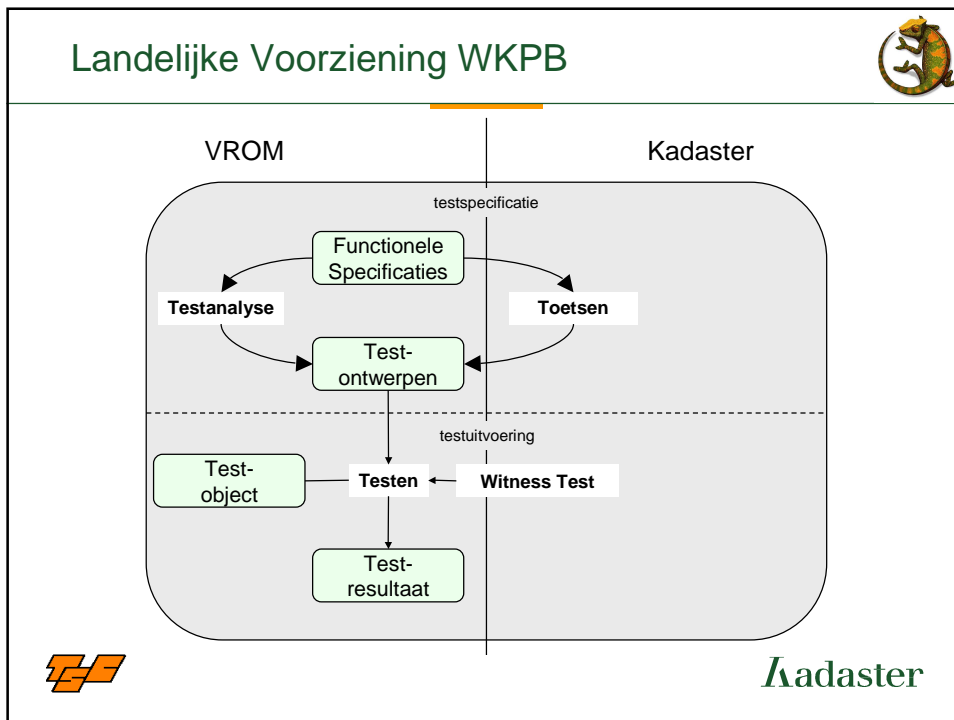 Landelijke Voorziening WKPB
VROM
Kadaster
testspecificatie
Functionele
Specificaties
Testanalyse
Toetsen
Test-
ontwerpen
testuitvoering
Test-
object
Testen
Witness Test
Test-
resultaat
TSC
Kadaster